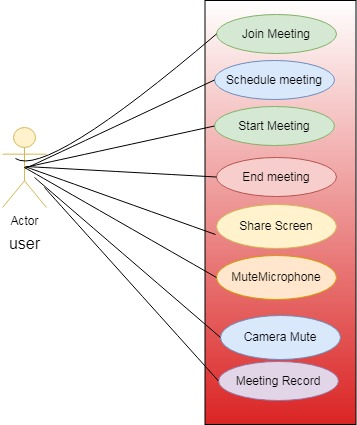 Join Meeting
Schedule meeting
Start Meeting
End meeting
Share Screen
MuteMicrophone
Camera Mute
Meeting Record
Actor
user